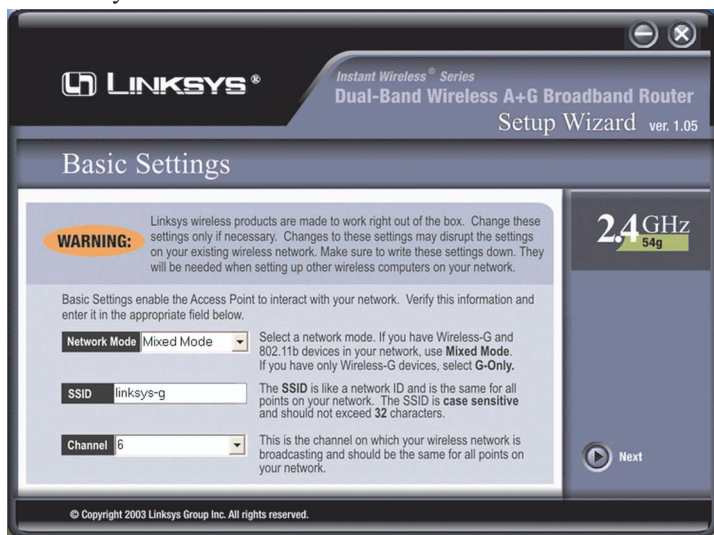 LINKSYS®
Instant Wireless® Series
Dual-Band Wireless A+G Broadband Router
Setup Wizard ver. 1.05
Basic Settings
WARNING:
Linksys wireless products are made to work right out of the box. Change these
settings only if necessary. Changes to these settings may disrupt the settings
on your existing wireless network. Make sure to write these settings down. They
will be needed when setting up other wireless computers on your network.
2.4 GHz
54g
Basic Settings enable the Access Point to interact with your network. Verify this information and
enter it in the appropriate field below.
Network Mode Mixed Mode
Select a network mode. If you have Wireless-G and
802.11b devices in your network, use Mixed Mode.
If you have only Wireless-G devices, select G-Only.
SSID linksys-g
The SSID is like a network ID and is the same for all
points on your network. The SSID is case sensitive
and should not exceed 32 characters.
Channel 6
This is the channel on which your wireless network is
broadcasting and should be the same for all points on
your network.
Next
© Copyright 2003 Linksys Group Inc. All rights reserved.